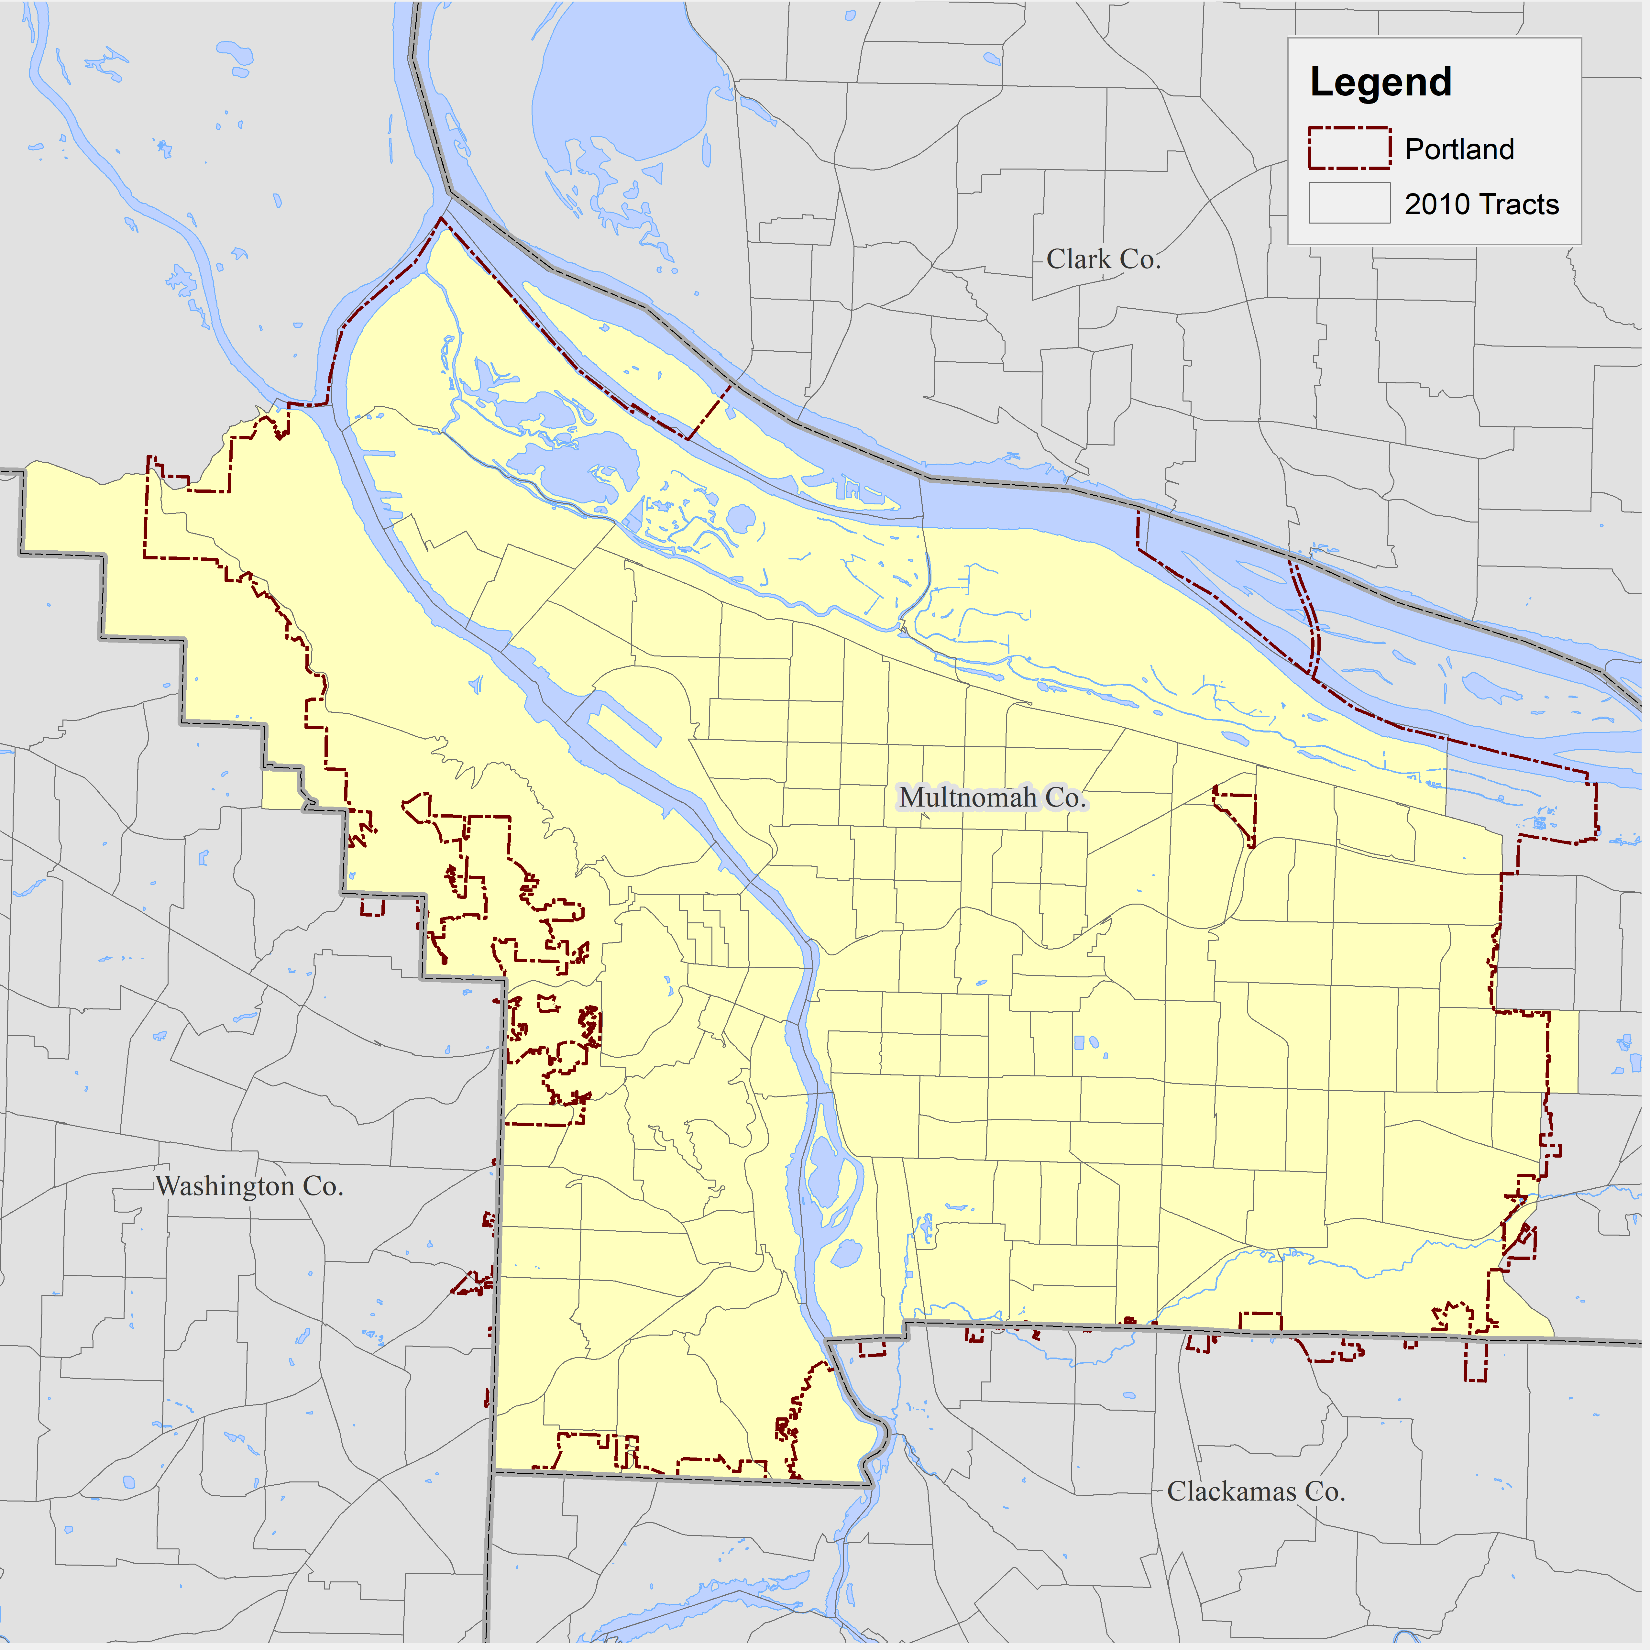 Legend
Portland
2010 Tracts
Clark Co.
Multnomah Co.
Washington Co.
Clackamas Co.